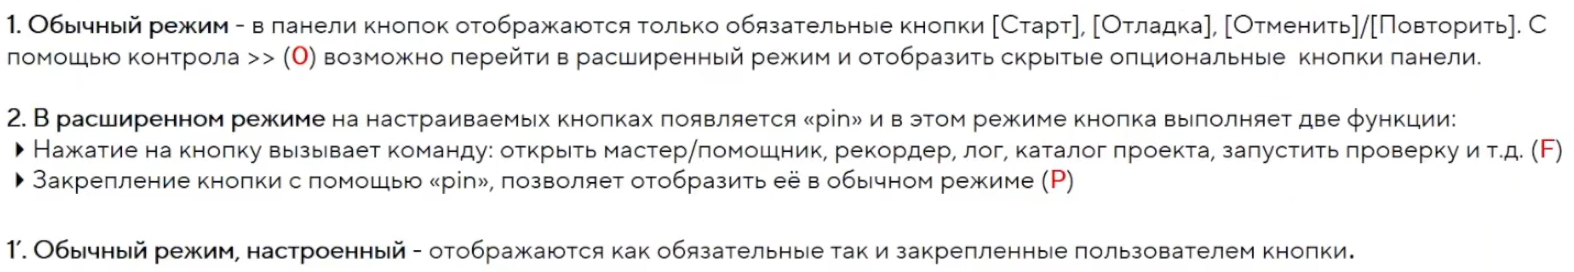 1. Обычный режим - в панели кнопок отображаются только обязательные кнопки [Старт], [Отладка], [Отменить]/[Повторить]. С
помощью контрола >> (O) возможно перейти в расширенный режим и отобразить скрытые опциональные кнопки панели.
2. В расширенном режиме на настраиваемых кнопках появляется «pin» и в этом режиме кнопка выполняет две функции:
‣ Нажатие на кнопку вызывает команду: открыть мастер/помощник, рекордер, лог, каталог проекта, запустить проверку и т.д. (F)
‣ Закрепление кнопки с помощью «pin», позволяет отобразить её в обычном режиме (P)
1′. Обычный режим, настроенный - отображаются как обязательные так и закрепленные пользователем кнопки.